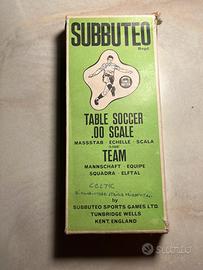 SUBBUTEO
Regd
TABLE SOCCER
.00 SCALE
MASSSTAB · ECHELLE · SCALA
TEAM
MANNSCHAFT · EQUIPE
SQUADRA · ELFTAL
CELTIC
by
SUBBUTEO SPORTS GAMES LTD
TUNBRIDGE WELLS
KENT, ENGLAND
SUBITO